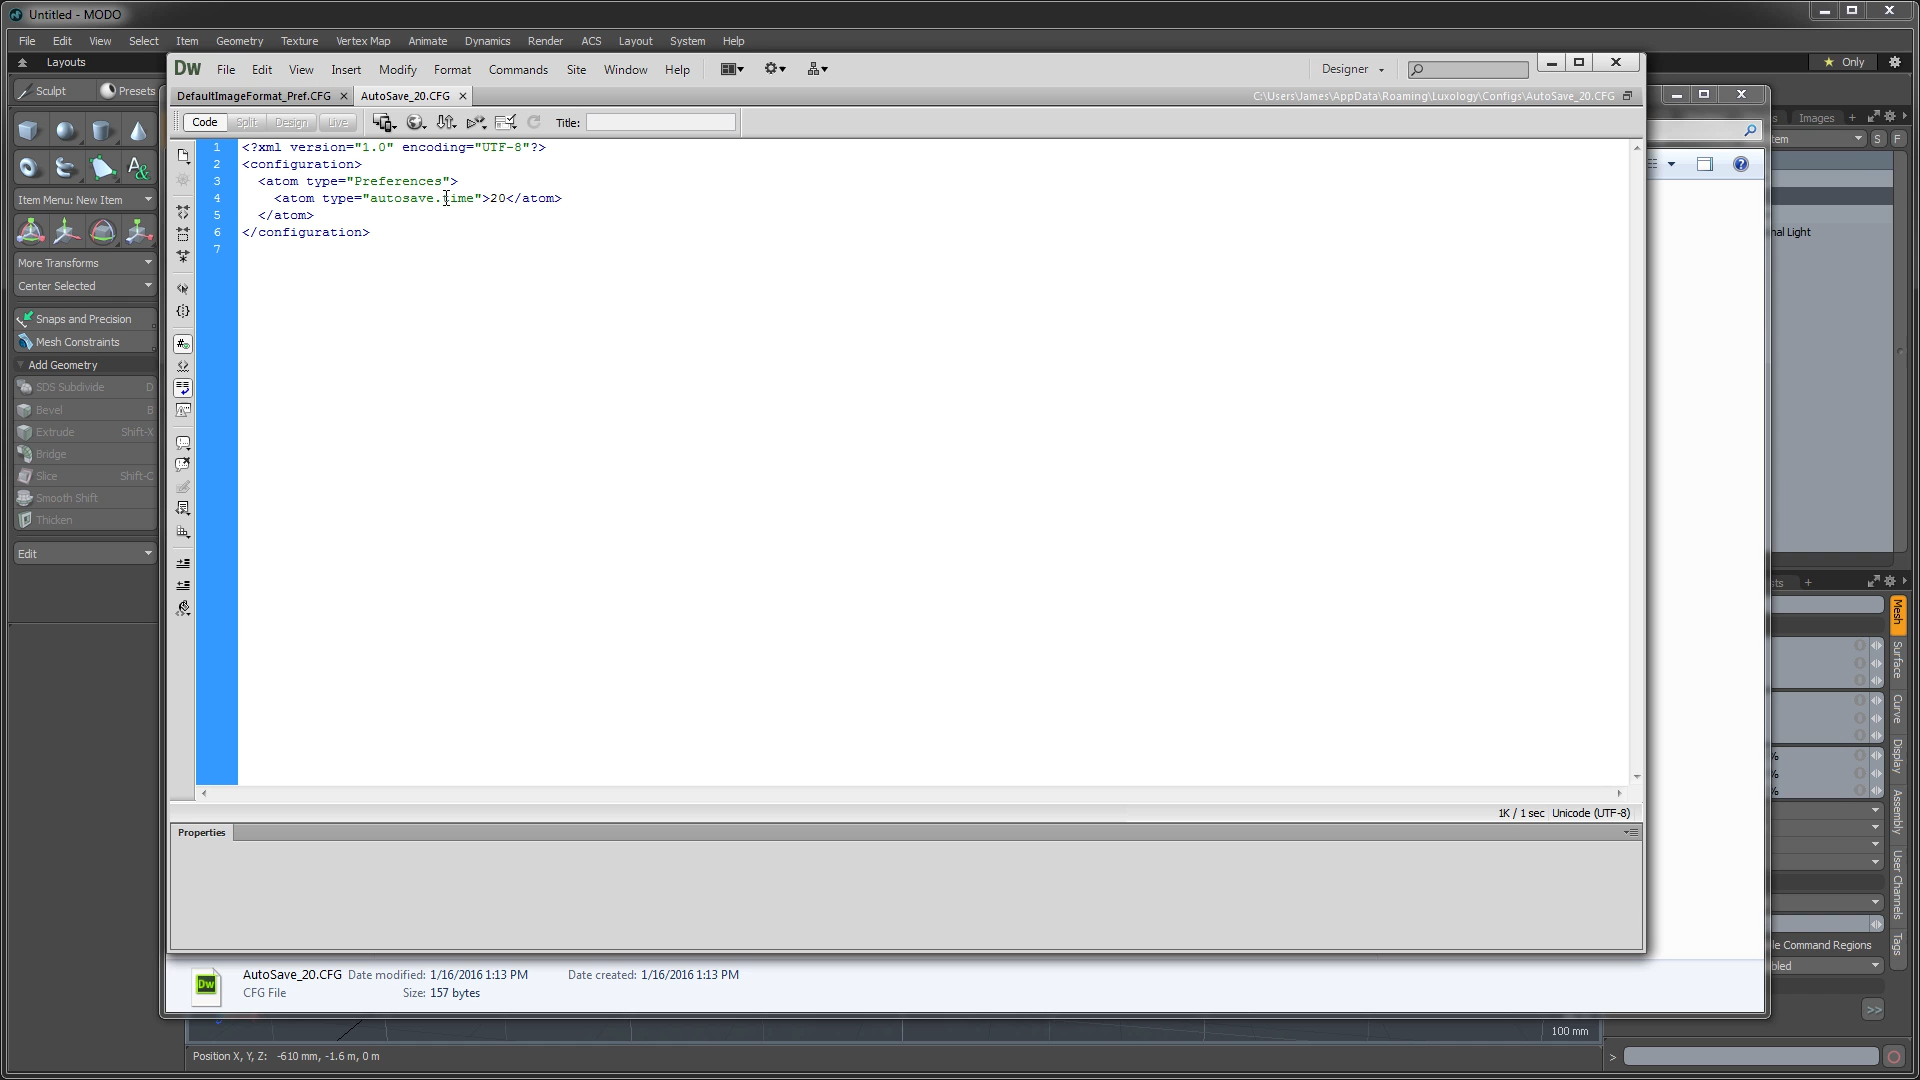 Untitled - MODO
File Edit View Select Item Geometry Texture Vertex Map Animate Dynamics Render ACS Layout System Help
Layouts
Only
Sculpt Presets
Item Menu: New Item
More Transforms
Center Selected
Snaps and Precision
Mesh Constraints
Add Geometry
SDS Subdivide D
Bevel B
Extrude Shift-X
Bridge
Slice Shift-C
Smooth Shift
Thicken
Edit
Dw File Edit View Insert Modify Format Commands Site Window Help
Designer
DefaultImageFormat_Pref.CFG AutoSave_20.CFG
C:\Users\James\AppData\Roaming\Luxology\Configs\AutoSave_20.CFG
Code Split Design Live
Title:
1 <?xml version="1.0" encoding="UTF-8"?>
2 <configuration>
3 <atom type="Preferences">
4 <atom type="autosave.time">20</atom>
5 </atom>
6 </configuration>
7
1K / 1 sec Unicode (UTF-8)
Properties
Dw
AutoSave_20.CFG Date modified: 1/16/2016 1:13 PM Date created: 1/16/2016 1:13 PM
CFG File Size: 157 bytes
Images +
S F
nal Light
+
Mesh
Surface
Curve
Display
Assembly
User Channels
Tags
0
0
0
0
0
0
%
%
%
le Command Regions
bled
>>
100 mm
Position X, Y, Z: -610 mm, -1.6 m, 0 m
>